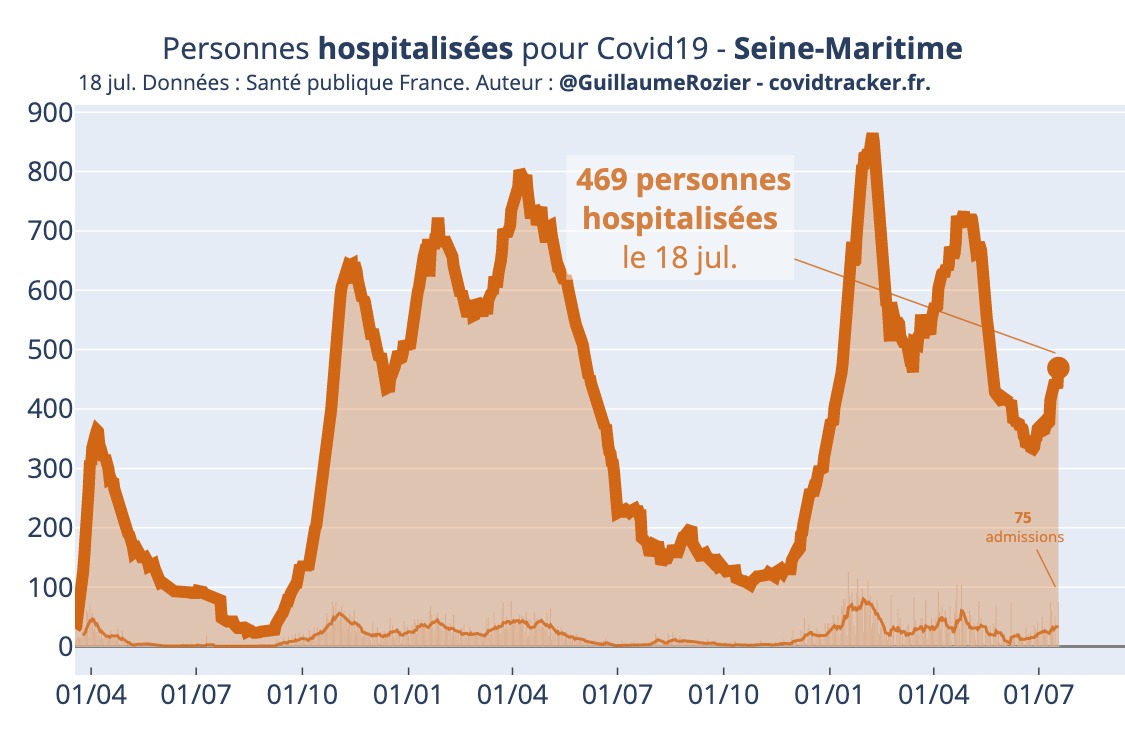 Personnes hospitalisées pour Covid19 - Seine-Maritime
18 jul. Données : Santé publique France. Auteur : @GuillaumeRozier - covidtracker.fr.
900
800
700
600
500
400
300
200
100
0
469 personnes
hospitalisées
le 18 jul.
75
admissions
01/04 01/07 01/10 01/01 01/04 01/07 01/10 01/01 01/04 01/07